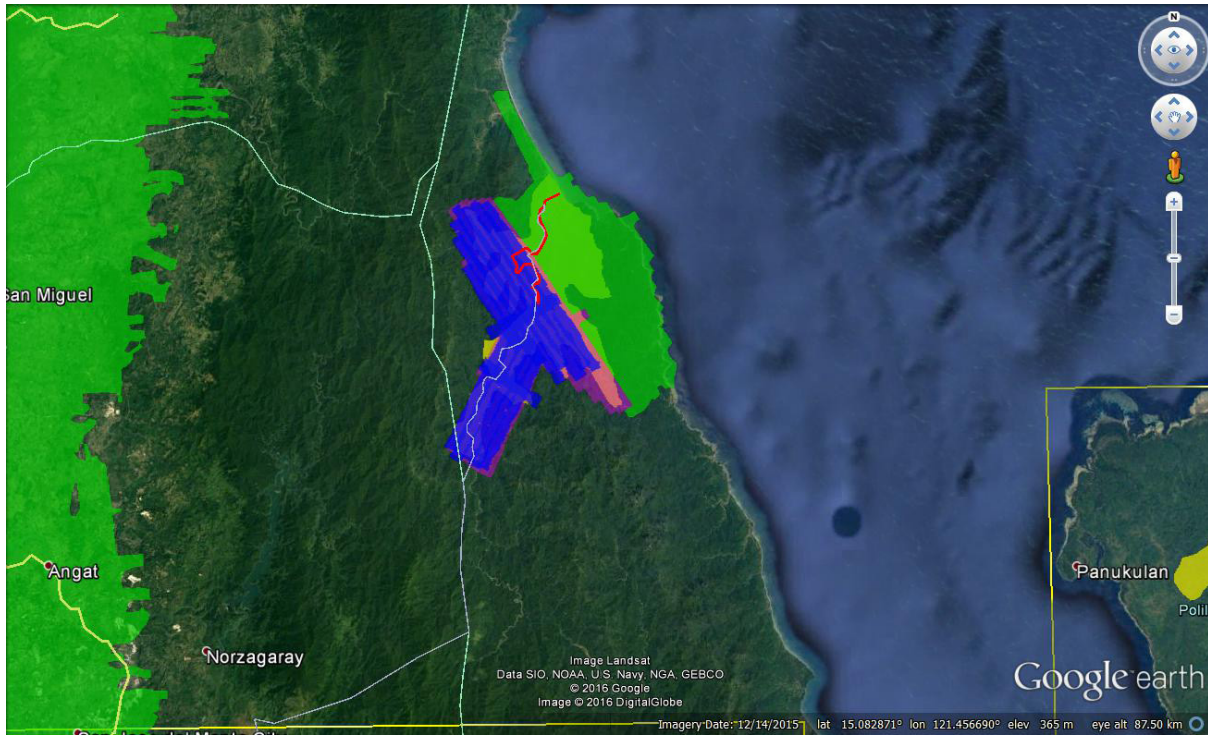 N
San Miguel
Angat
Panukulan
Norzagaray
Image Landsat
Data SIO, NOAA, U.S. Navy, NGA, GEBCO
© 2016 Google
Image © 2016 DigitalGlobe
Google earth
Imagery Date: 12/14/2015 lat 15.082871° lon 121.456690° elev 365 m eye alt 87.50 km